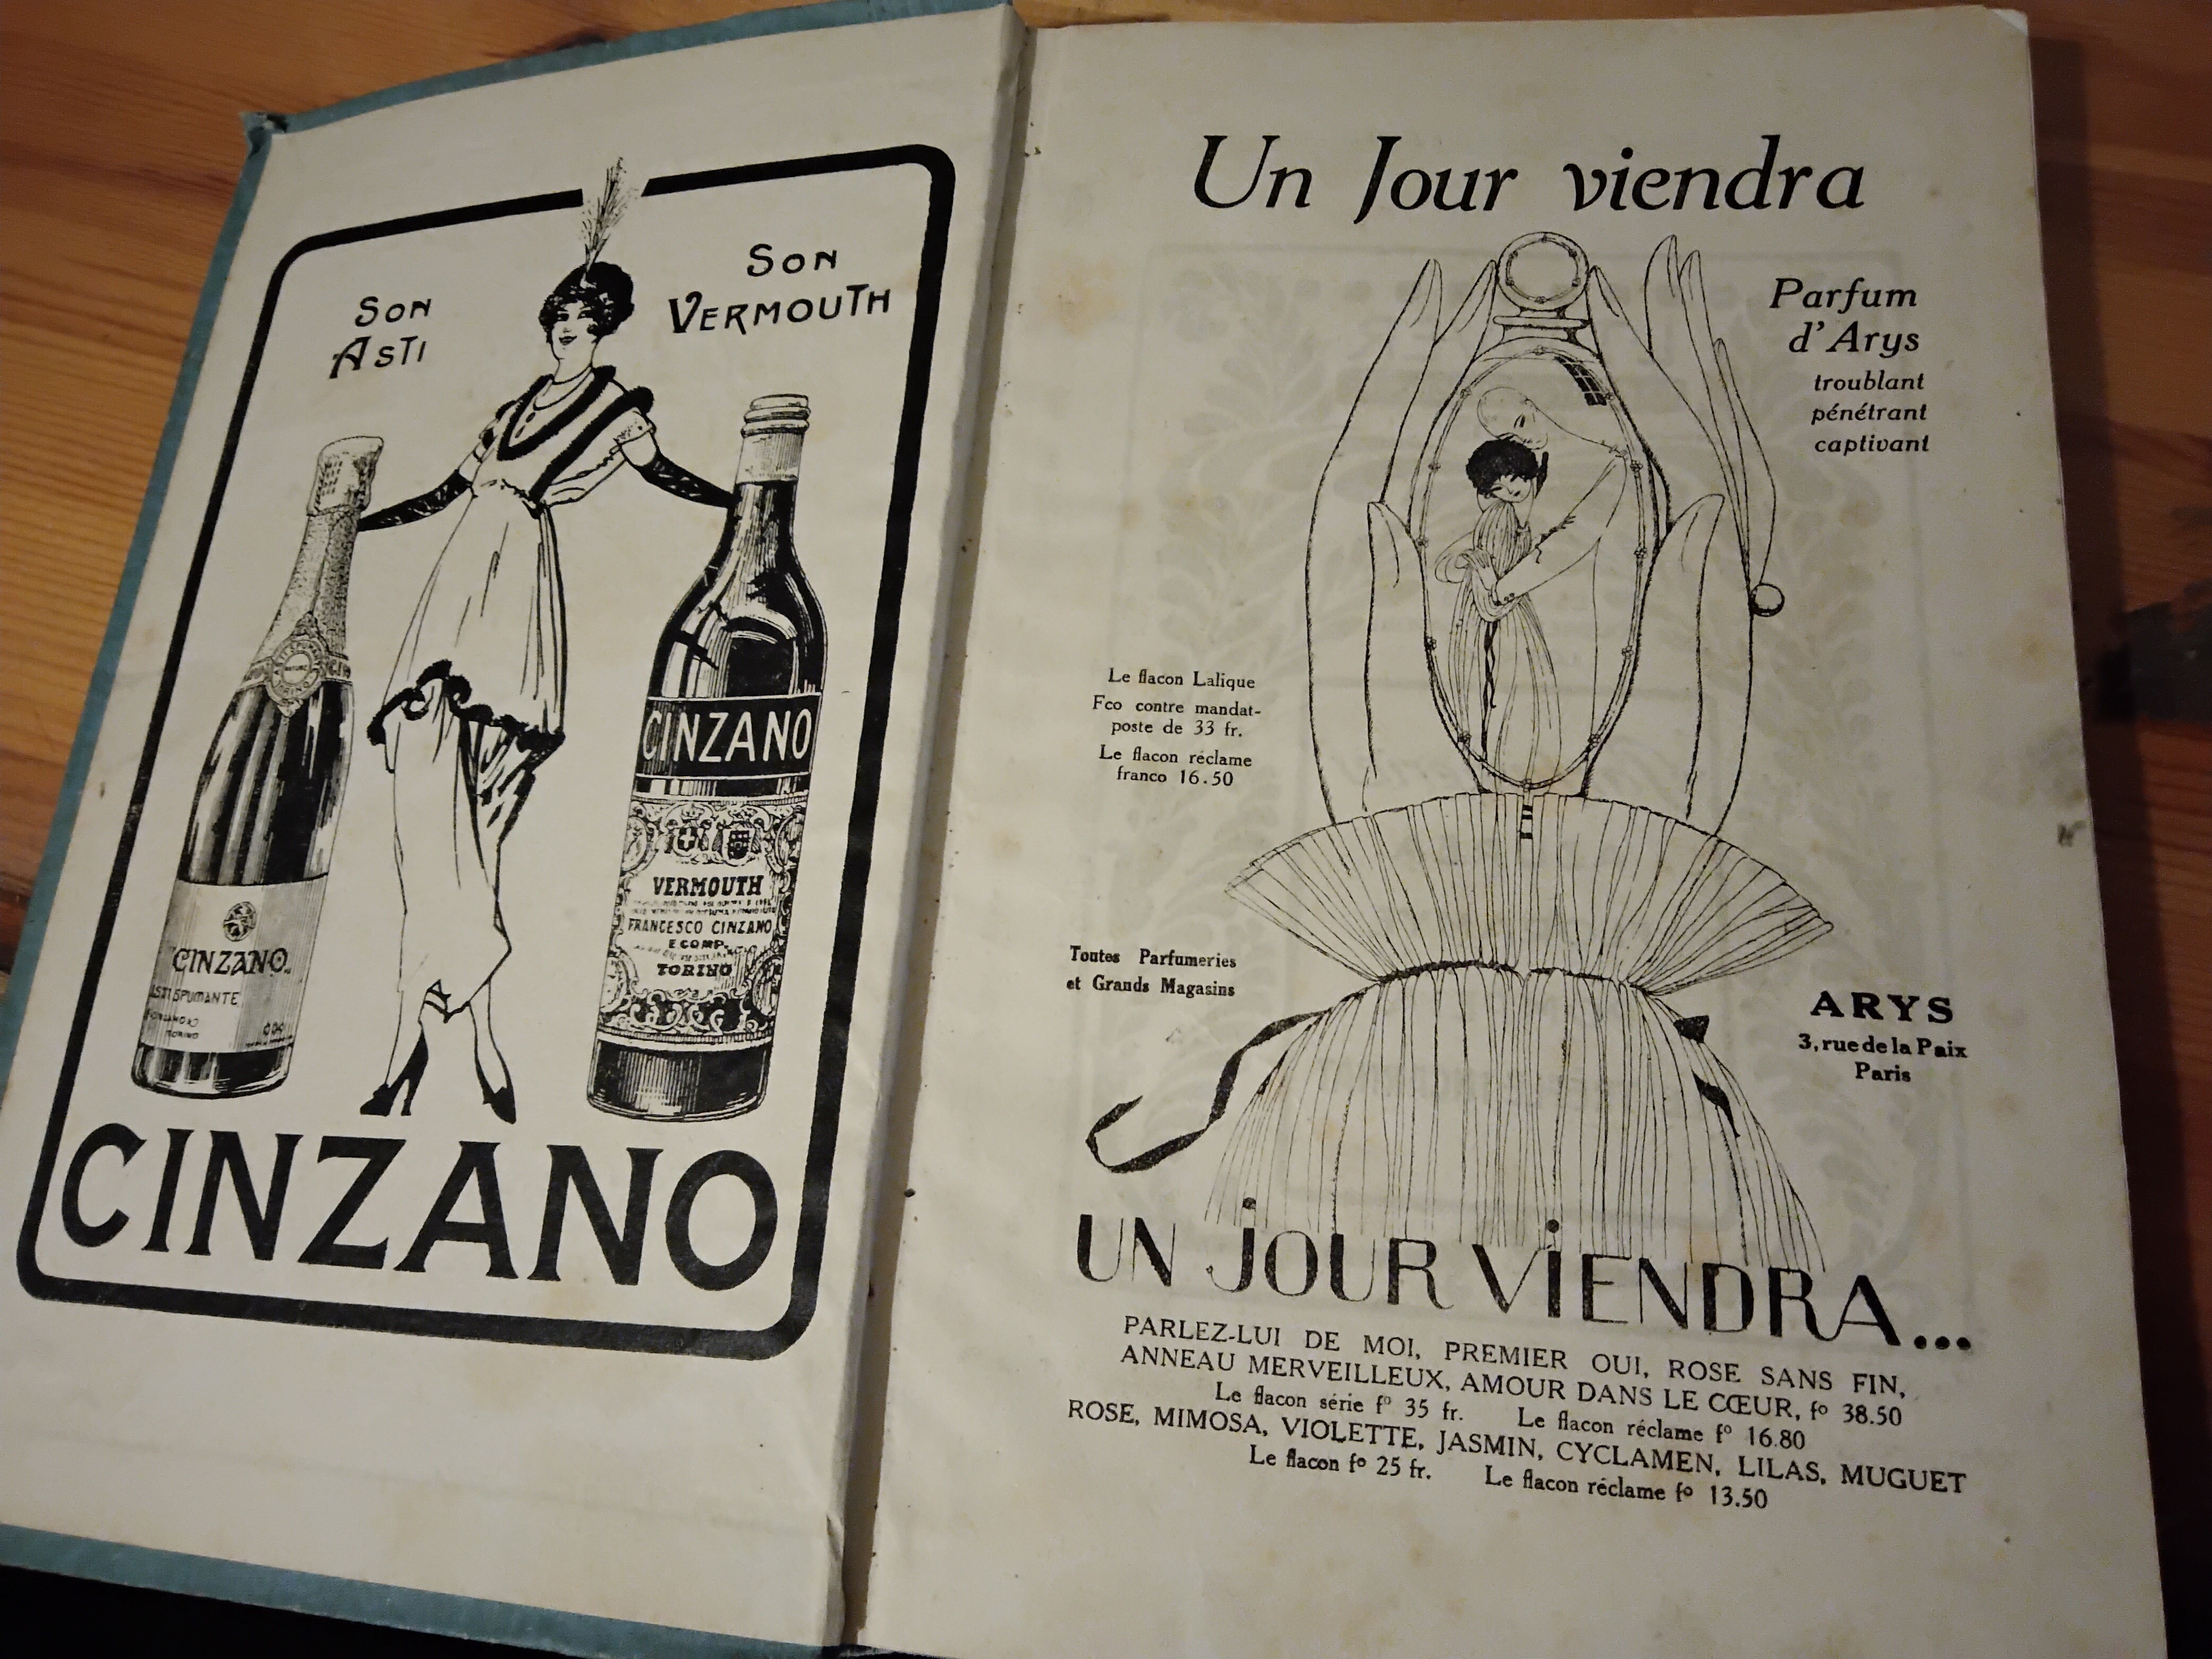 SON
ASTI
SON
VERMOUTH
CINZANO
VERMOUTH
FRANCESCO CINZANO
E COMP.
TORINO
CINZANO
ASTI SPUMANTE
TORINO
CINZANO
Un Jour viendra
Parfum
d'Arys
troublant
pénétrant
captivant
Le flacon Lalique
Fco contre mandat-
poste de 33 fr.
Le flacon réclame
franco 16.50
Toutes Parfumeries
et Grands Magasins
ARYS
3, rue de la Paix
Paris
UN JOUR VIENDRA...
PARLEZ-LUI DE MOI, PREMIER OUI, ROSE SANS FIN,
ANNEAU MERVEILLEUX, AMOUR DANS LE CŒUR, fº 38.50
Le flacon série fº 35 fr. Le flacon réclame fº 16.80
ROSE, MIMOSA, VIOLETTE, JASMIN, CYCLAMEN, LILAS, MUGUET
Le flacon fº 25 fr. Le flacon réclame fº 13.50